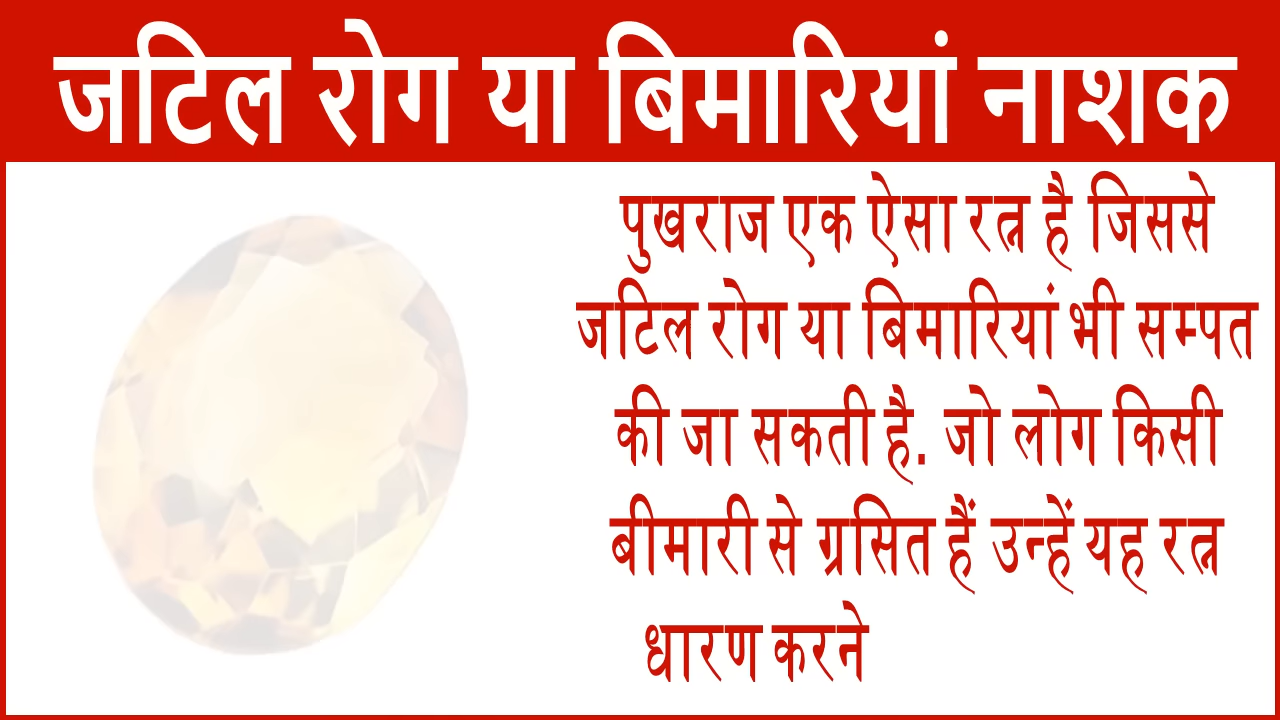 जटिल रोग या बिमारियां नाशक
पुखराज एक ऐसा रत्न है जिससे
जटिल रोग या बिमारियां भी सम्पत
की जा सकती है. जो लोग किसी
बीमारी से ग्रसित हैं उन्हें यह रत्न
धारण करने